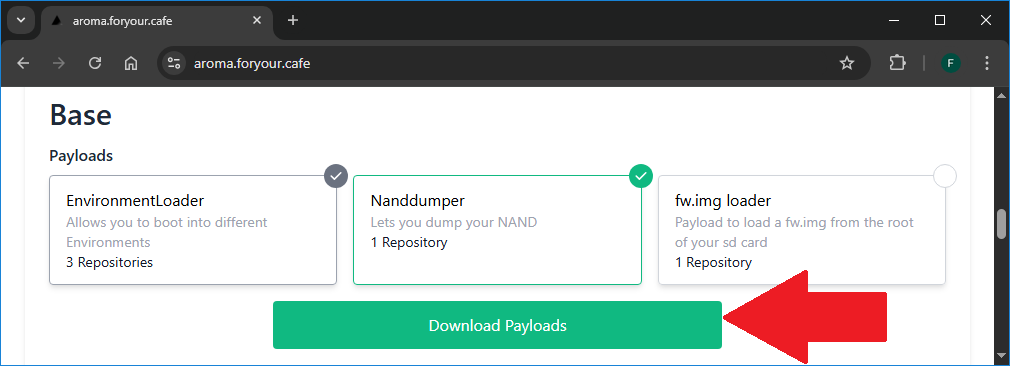 aroma.foryour.cafe
aroma.foryour.cafe
F
Base
Payloads
EnvironmentLoader
Allows you to boot into different
Environments
3 Repositories
Nanddumper
Lets you dump your NAND
1 Repository
fw.img loader
Payload to load a fw.img from the root
of your sd card
1 Repository
Download Payloads